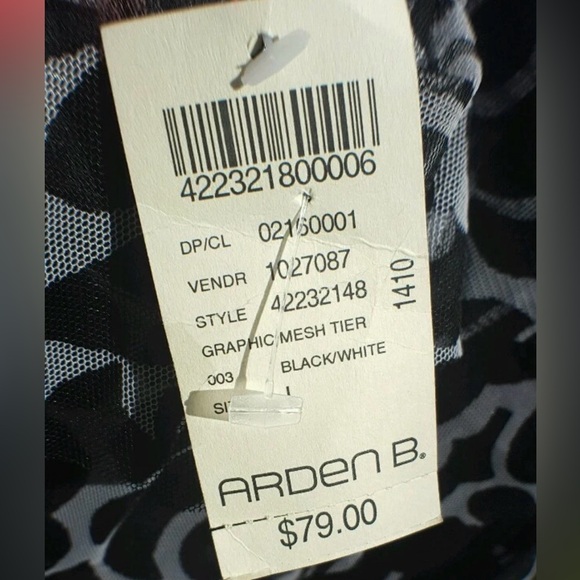 422321800006
DP/CL 02160001
VENDR 1027087
STYLE 42232148
1410
GRAPHIC MESH TIER
003 BLACK/WHITE
ARDEN B.
$79.00